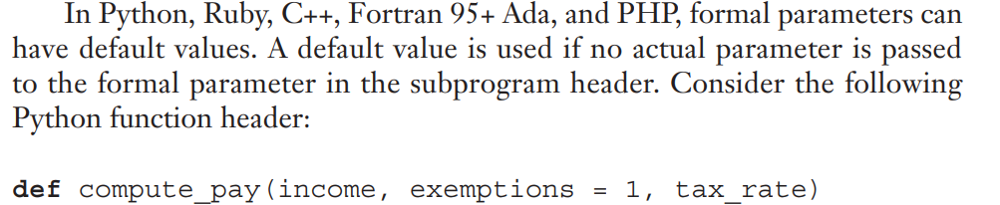 In Python, Ruby, C++, Fortran 95+ Ada, and PHP, formal parameters can
have default values. A default value is used if no actual parameter is passed
to the formal parameter in the subprogram header. Consider the following
Python function header:
def compute_pay(income, exemptions = 1, tax_rate)